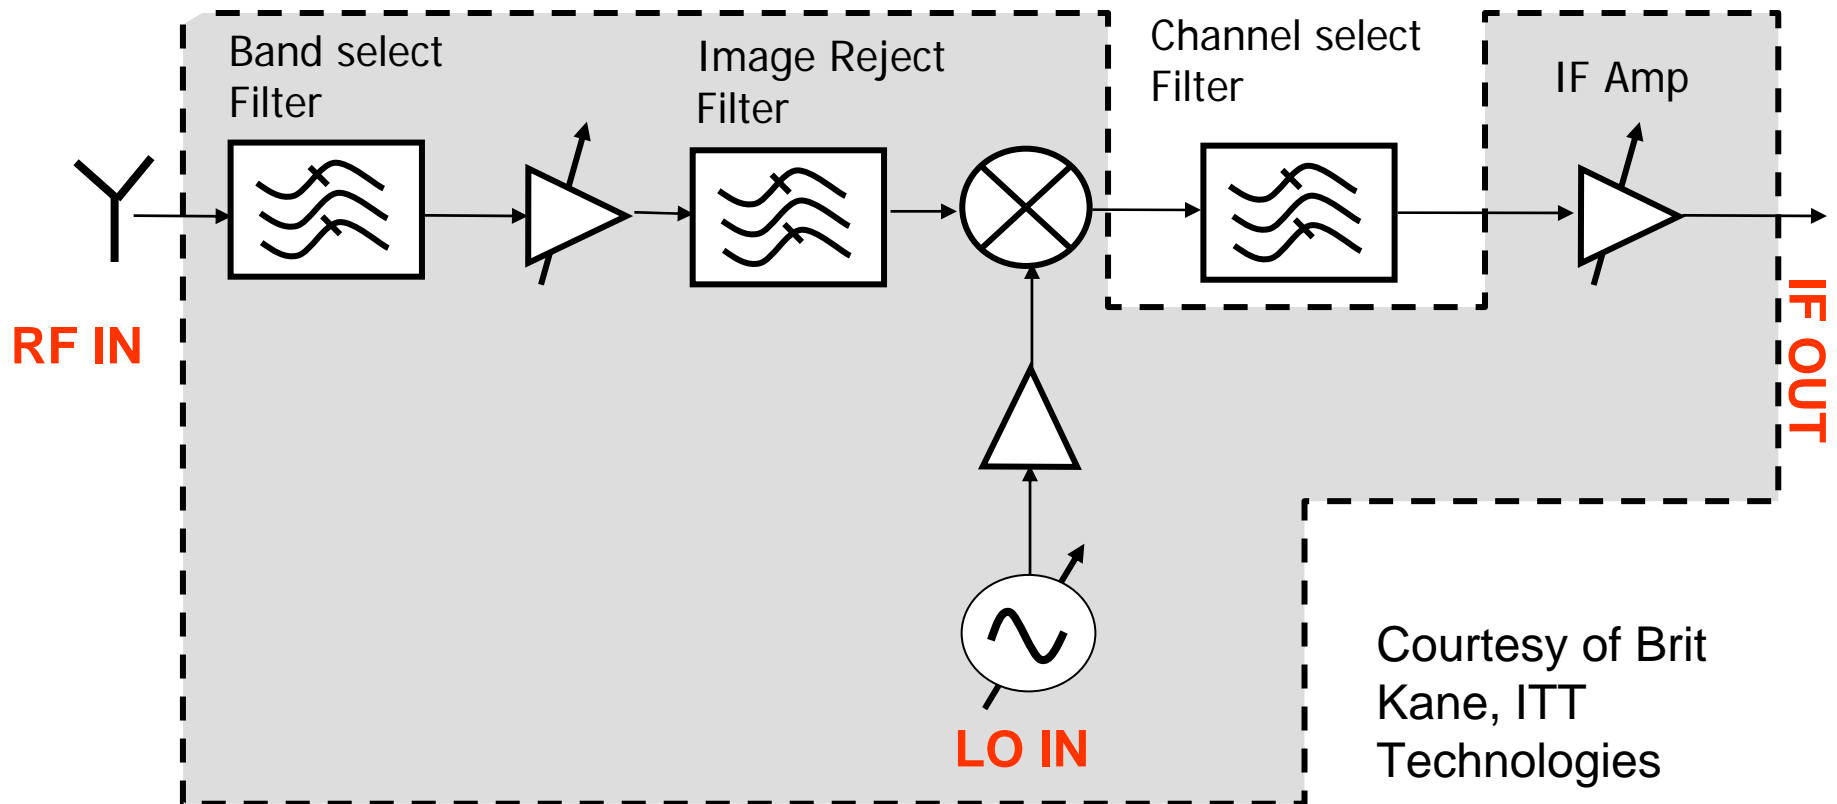 Band select
Filter
Image Reject
Filter
Channel select
Filter
IF Amp
RF IN
IF OUT
LO IN
Courtesy of Brit
Kane, ITT
Technologies